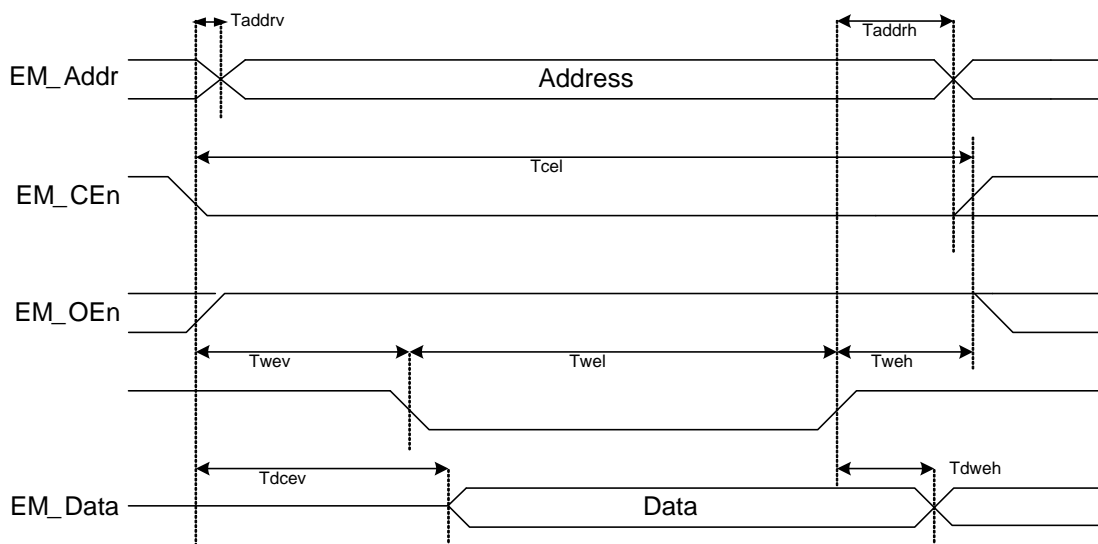 Taddrv
Taddrh
EM_Addr
Address
Tcel
EM_CEn
EM_OEn
Twev
Twel
Tweh
Tdcev
Tdweh
EM_Data
Data